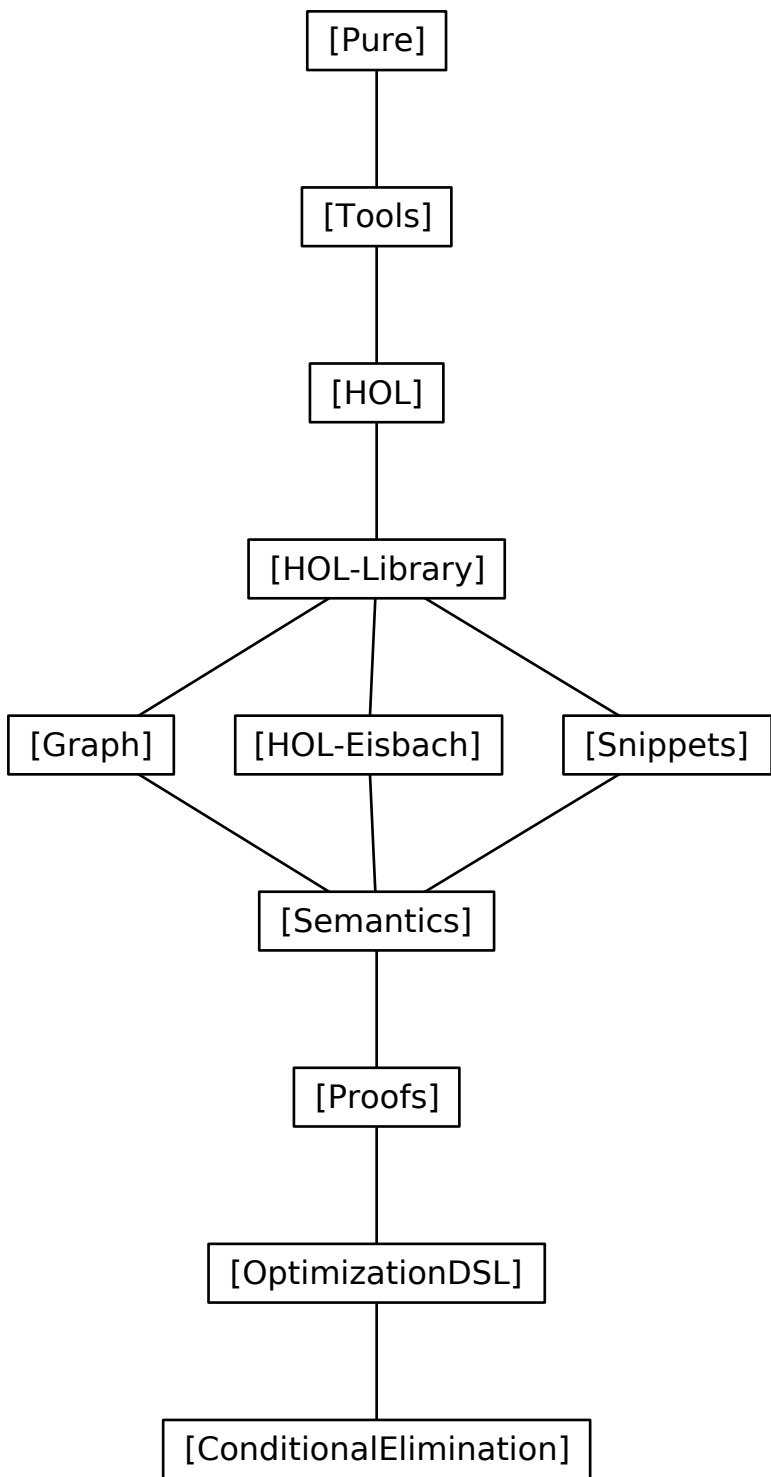 [Pure]
[Tools]
[HOL]
[HOL-Library]
[Graph]
[HOL-Eisbach]
[Snippets]
[Semantics]
[Proofs]
[OptimizationDSL]
[ConditionalElimination]